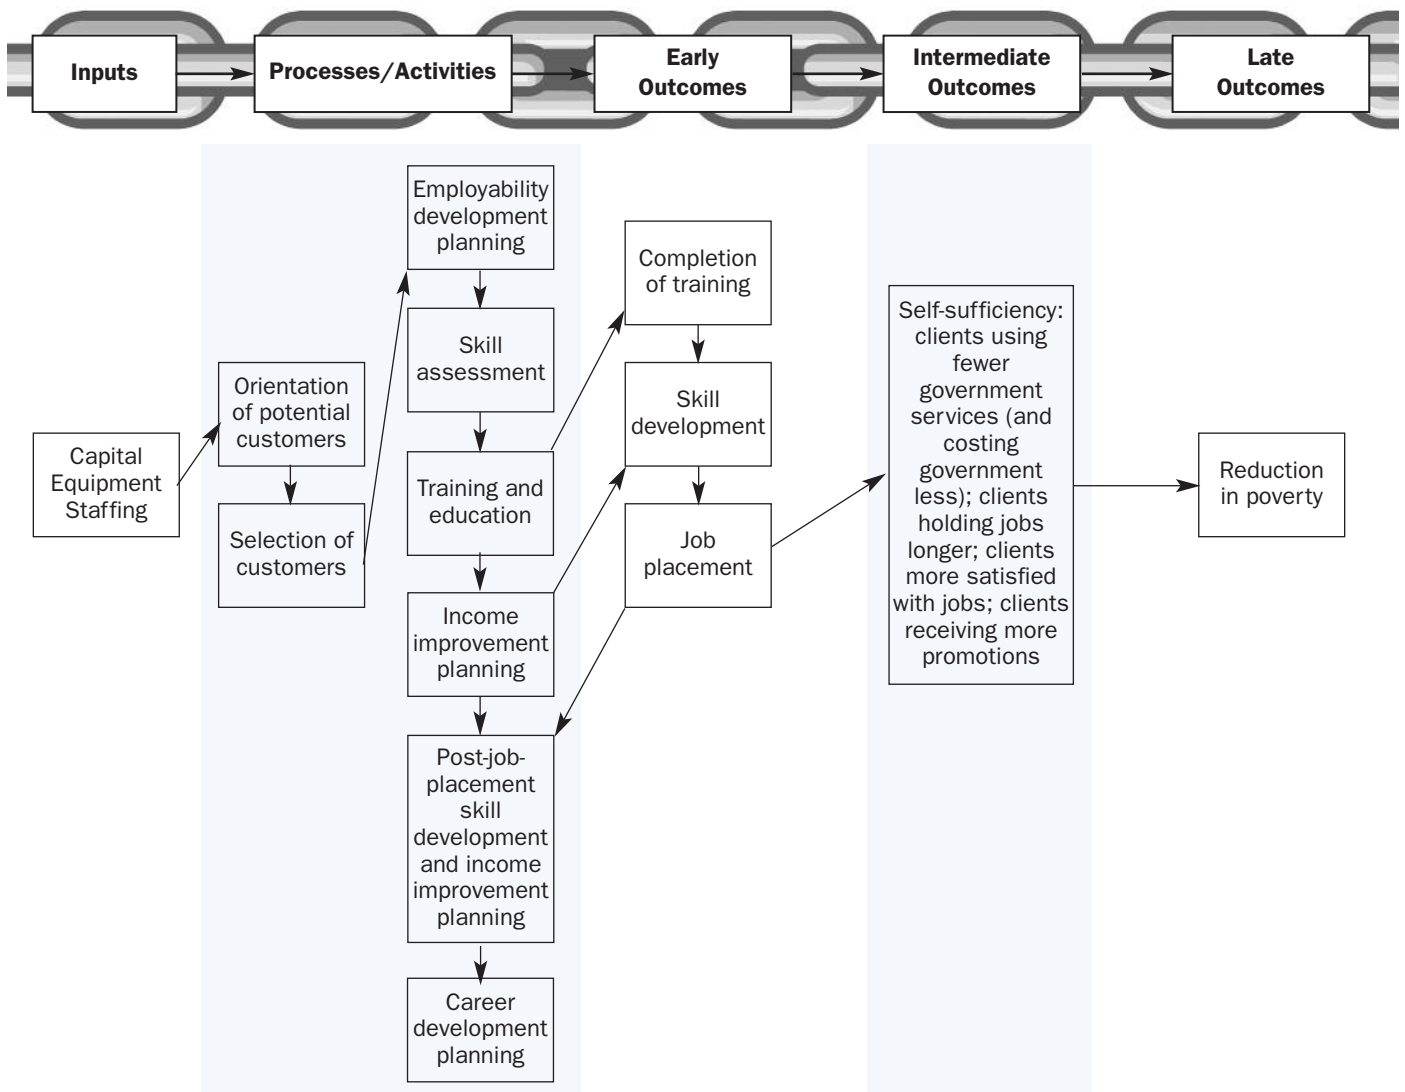 Inputs
Processes/Activities
Early
Outcomes
Intermediate
Outcomes
Late
Outcomes
Capital
Equipment
Staffing
Orientation
of potential
customers
Selection of
customers
Employability
development
planning
Skill
assessment
Training and
education
Income
improvement
planning
Post-job-
placement
skill
development
and income
improvement
planning
Career
development
planning
Completion
of training
Skill
development
Job
placement
Self-sufficiency:
clients using
fewer
government
services (and
costing
government
less); clients
holding jobs
longer; clients
more satisfied
with jobs; clients
receiving more
promotions
Reduction
in poverty